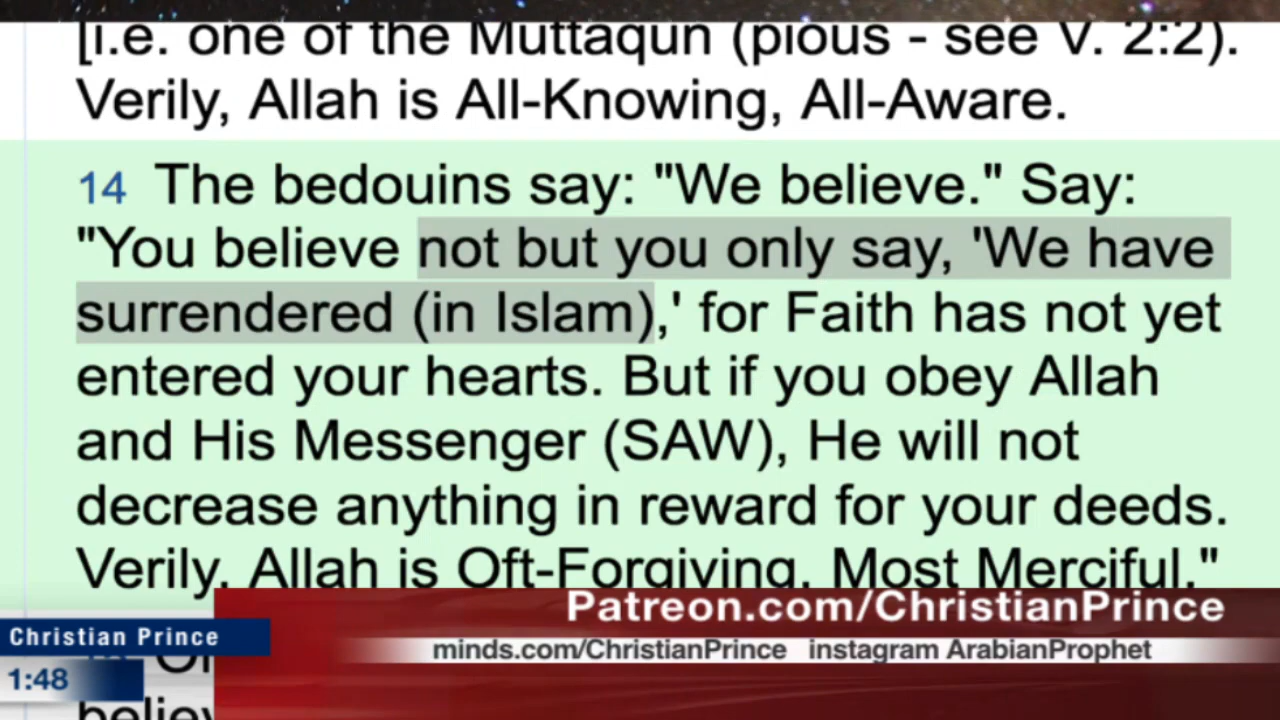 [i.e. one of the Muttaqun (pious - see V. 2:2).
Verily, Allah is All-Knowing, All-Aware.
14 The bedouins say: "We believe." Say:
"You believe not but you only say, 'We have
surrendered (in Islam),' for Faith has not yet
entered your hearts. But if you obey Allah
and His Messenger (SAW), He will not
decrease anything in reward for your deeds.
Verily, Allah is Oft-Forgiving, Most Merciful."
Patreon.com/ChristianPrince
Christian Prince
minds.com/ChristianPrince instagram ArabianProphet
1:48